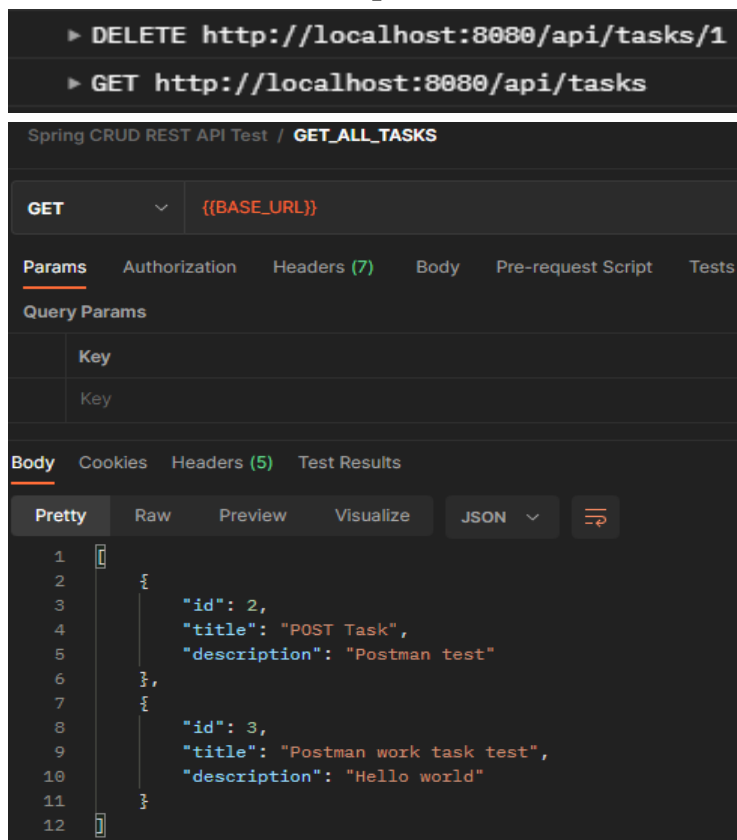 DELETE http://localhost:8080/api/tasks/1
GET http://localhost:8080/api/tasks
Spring CRUD REST API Test / GET_ALL_TASKS
GET {{BASE_URL}}
Params Authorization Headers (7) Body Pre-request Script Tests
Query Params
Key
Key
Body Cookies Headers (5) Test Results
Pretty Raw Preview Visualize JSON
1 [
2 {
3 "id": 2,
4 "title": "POST Task",
5 "description": "Postman test"
6 },
7 {
8 "id": 3,
9 "title": "Postman work task test",
10 "description": "Hello world"
11 }
12 ]